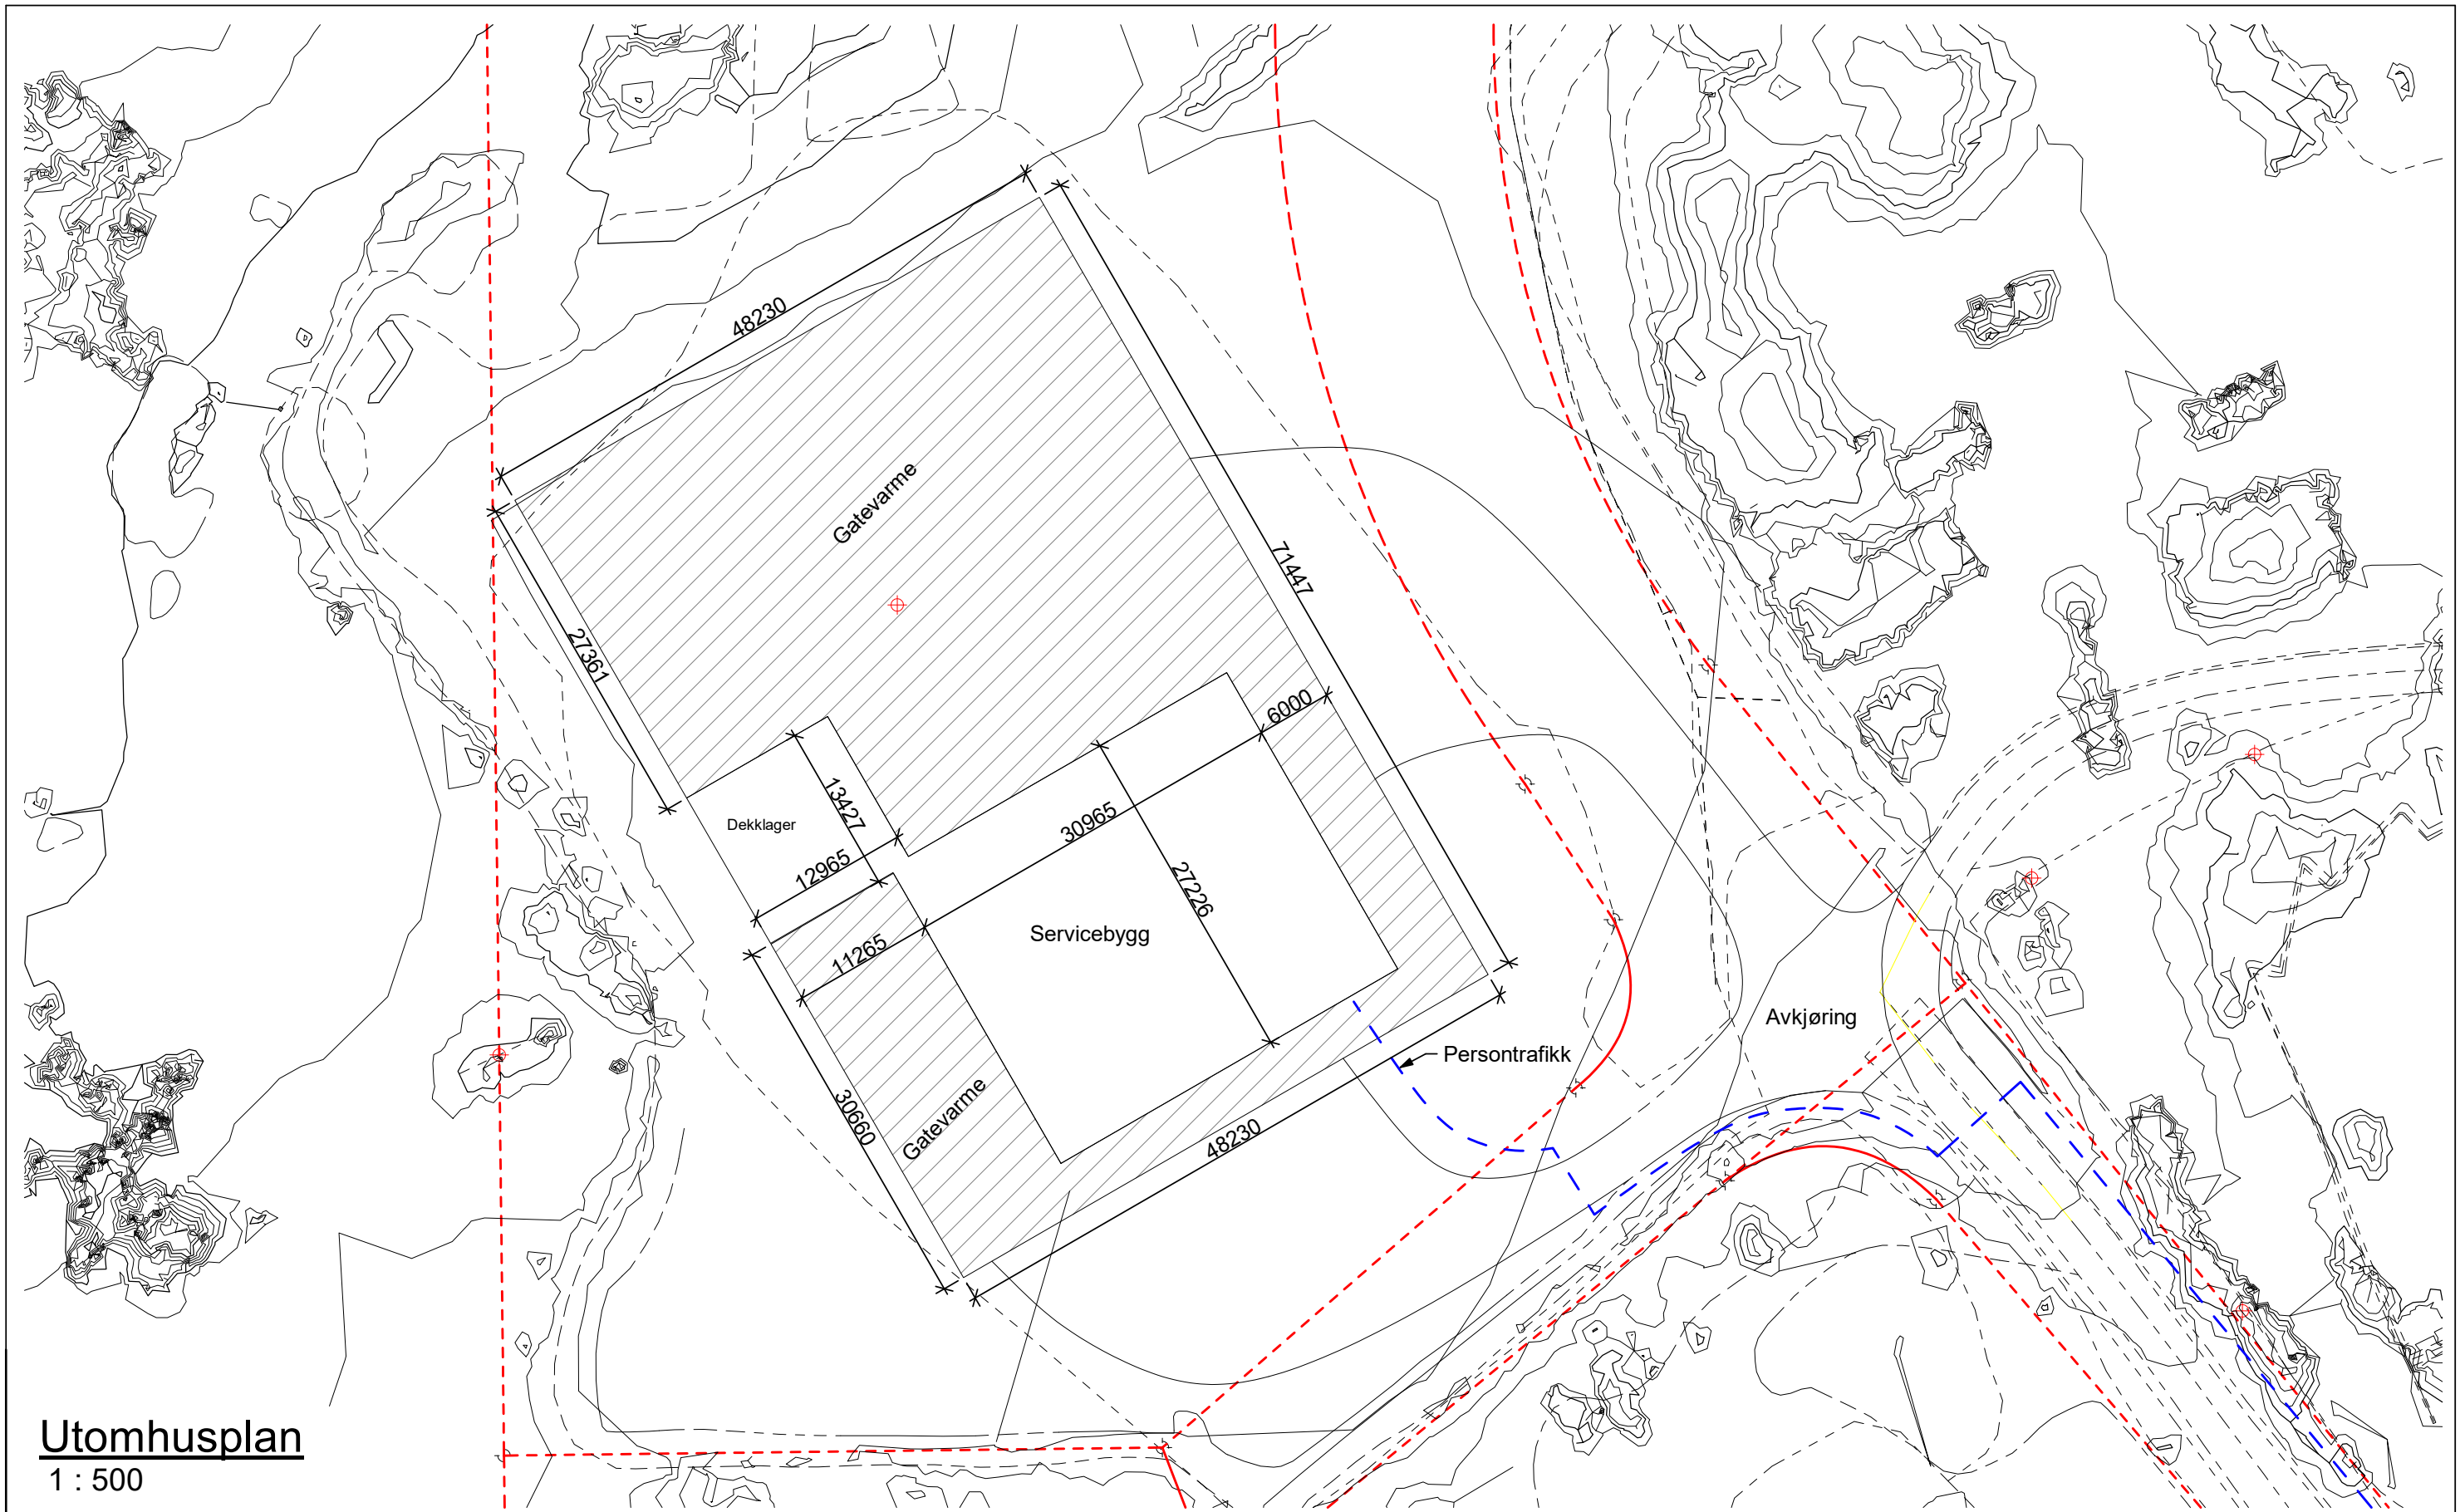 48230
Gatevarme
71447
27361
6000
13427
Dekklager
30965
12965
27226
Servicebygg
11265
Avkjøring
Persontrafikk
30660
Gatevarme
48230
Utomhusplan
1 : 500